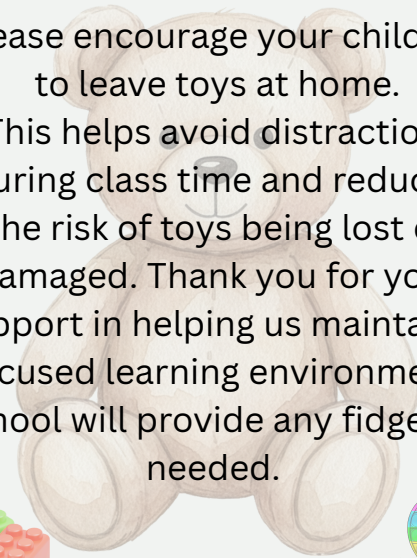 ease encourage your child
to leave toys at home.
This helps avoid distractio
uring class time and reduc
he risk of toys being lost
amaged. Thank you for yo
pport in helping us mainta
cused learning environme
hool will provide any fidge
needed.